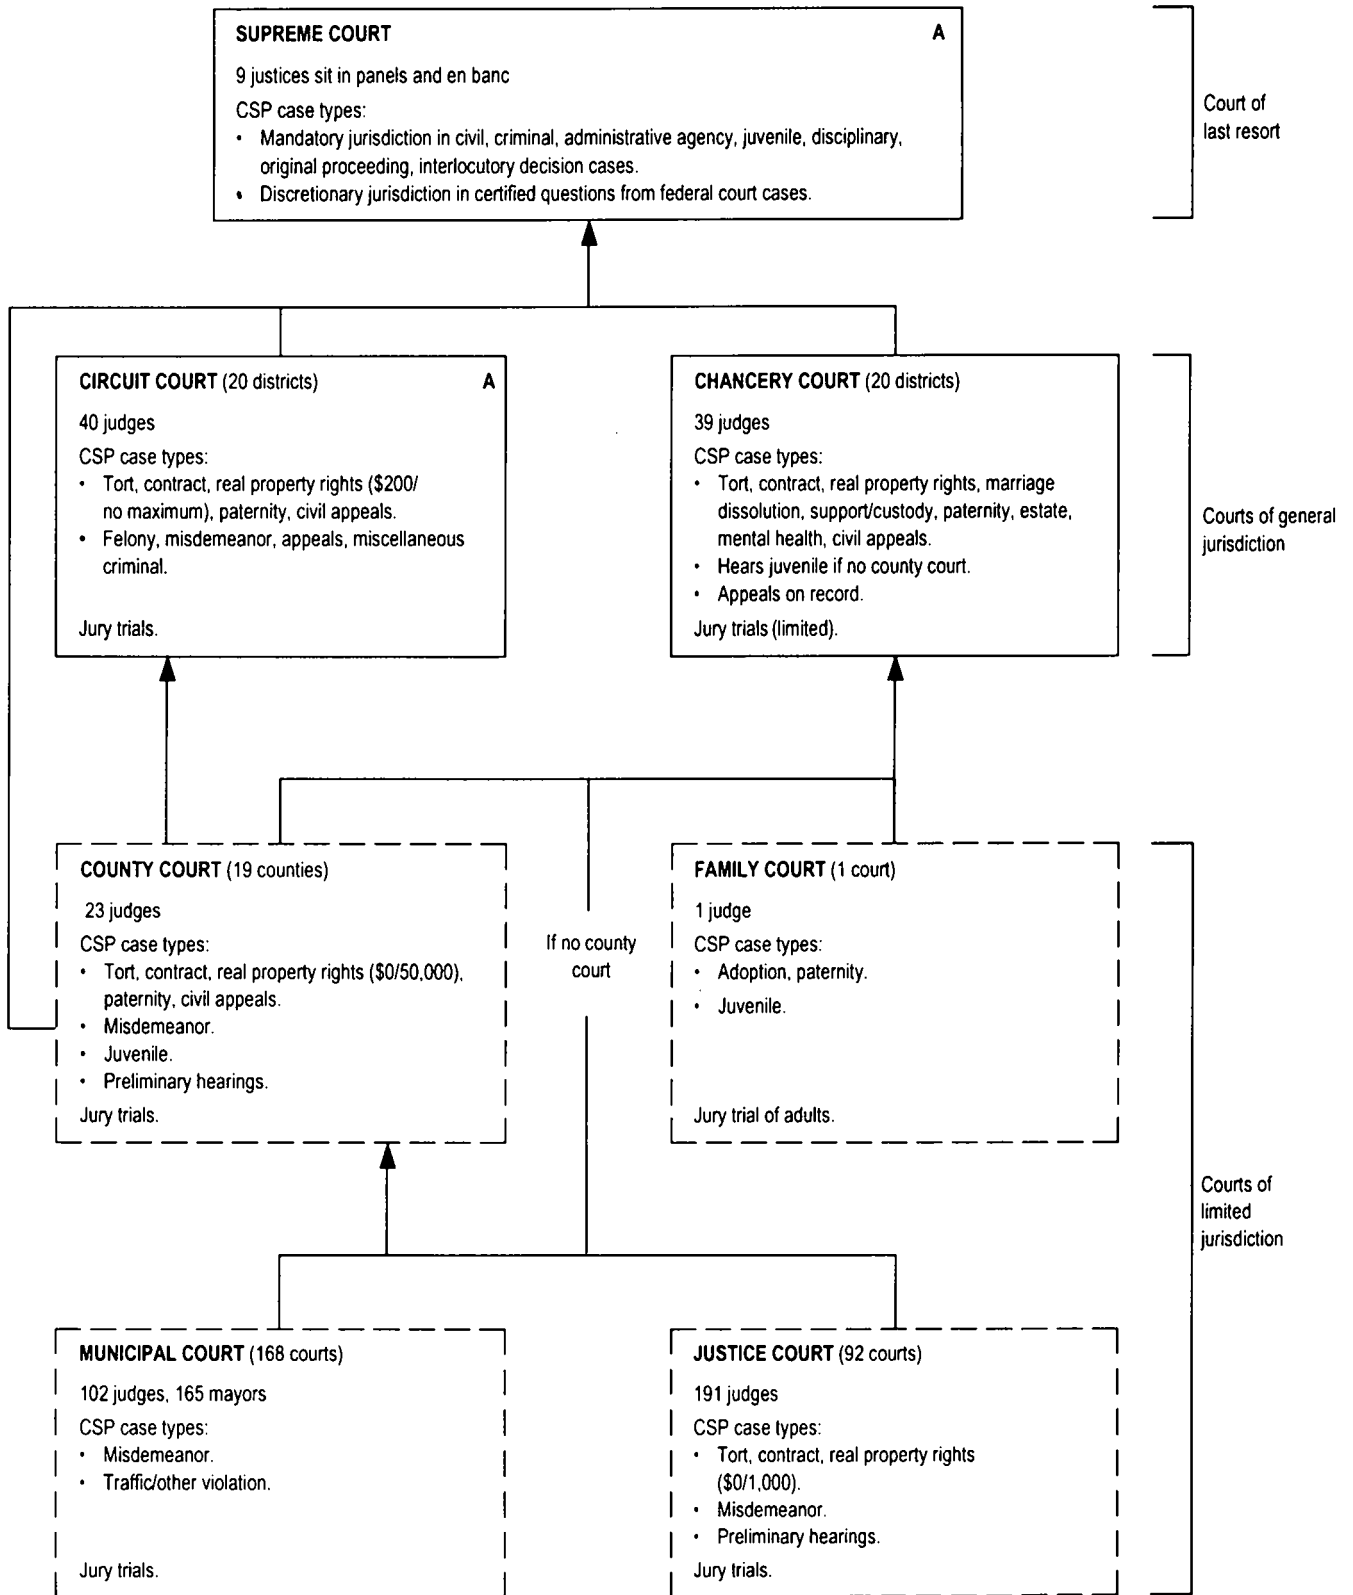 SUPREME COURT A
9 justices sit in panels and en banc
CSP case types:
• Mandatory jurisdiction in civil, criminal, administrative agency, juvenile, disciplinary,
original proceeding, interlocutory decision cases.
• Discretionary jurisdiction in certified questions from federal court cases.
Court of
last resort
CIRCUIT COURT (20 districts) A
40 judges
CSP case types:
• Tort, contract, real property rights ($200/
no maximum), paternity, civil appeals.
• Felony, misdemeanor, appeals, miscellaneous
criminal.
Jury trials.
CHANCERY COURT (20 districts)
39 judges
CSP case types:
• Tort, contract, real property rights, marriage
dissolution, support/custody, paternity, estate,
mental health, civil appeals.
• Hears juvenile if no county court.
• Appeals on record.
Jury trials (limited).
Courts of general
jurisdiction
COUNTY COURT (19 counties)
23 judges
CSP case types:
• Tort, contract, real property rights ($0/50,000),
paternity, civil appeals.
• Misdemeanor.
• Juvenile.
• Preliminary hearings.
Jury trials.
If no county
court
FAMILY COURT (1 court)
1 judge
CSP case types:
• Adoption, paternity.
• Juvenile.
Jury trial of adults.
Courts of
limited
jurisdiction
MUNICIPAL COURT (168 courts)
102 judges, 165 mayors
CSP case types:
• Misdemeanor.
• Traffic/other violation.
Jury trials.
JUSTICE COURT (92 courts)
191 judges
CSP case types:
• Tort, contract, real property rights
($0/1,000).
• Misdemeanor.
• Preliminary hearings.
Jury trials.